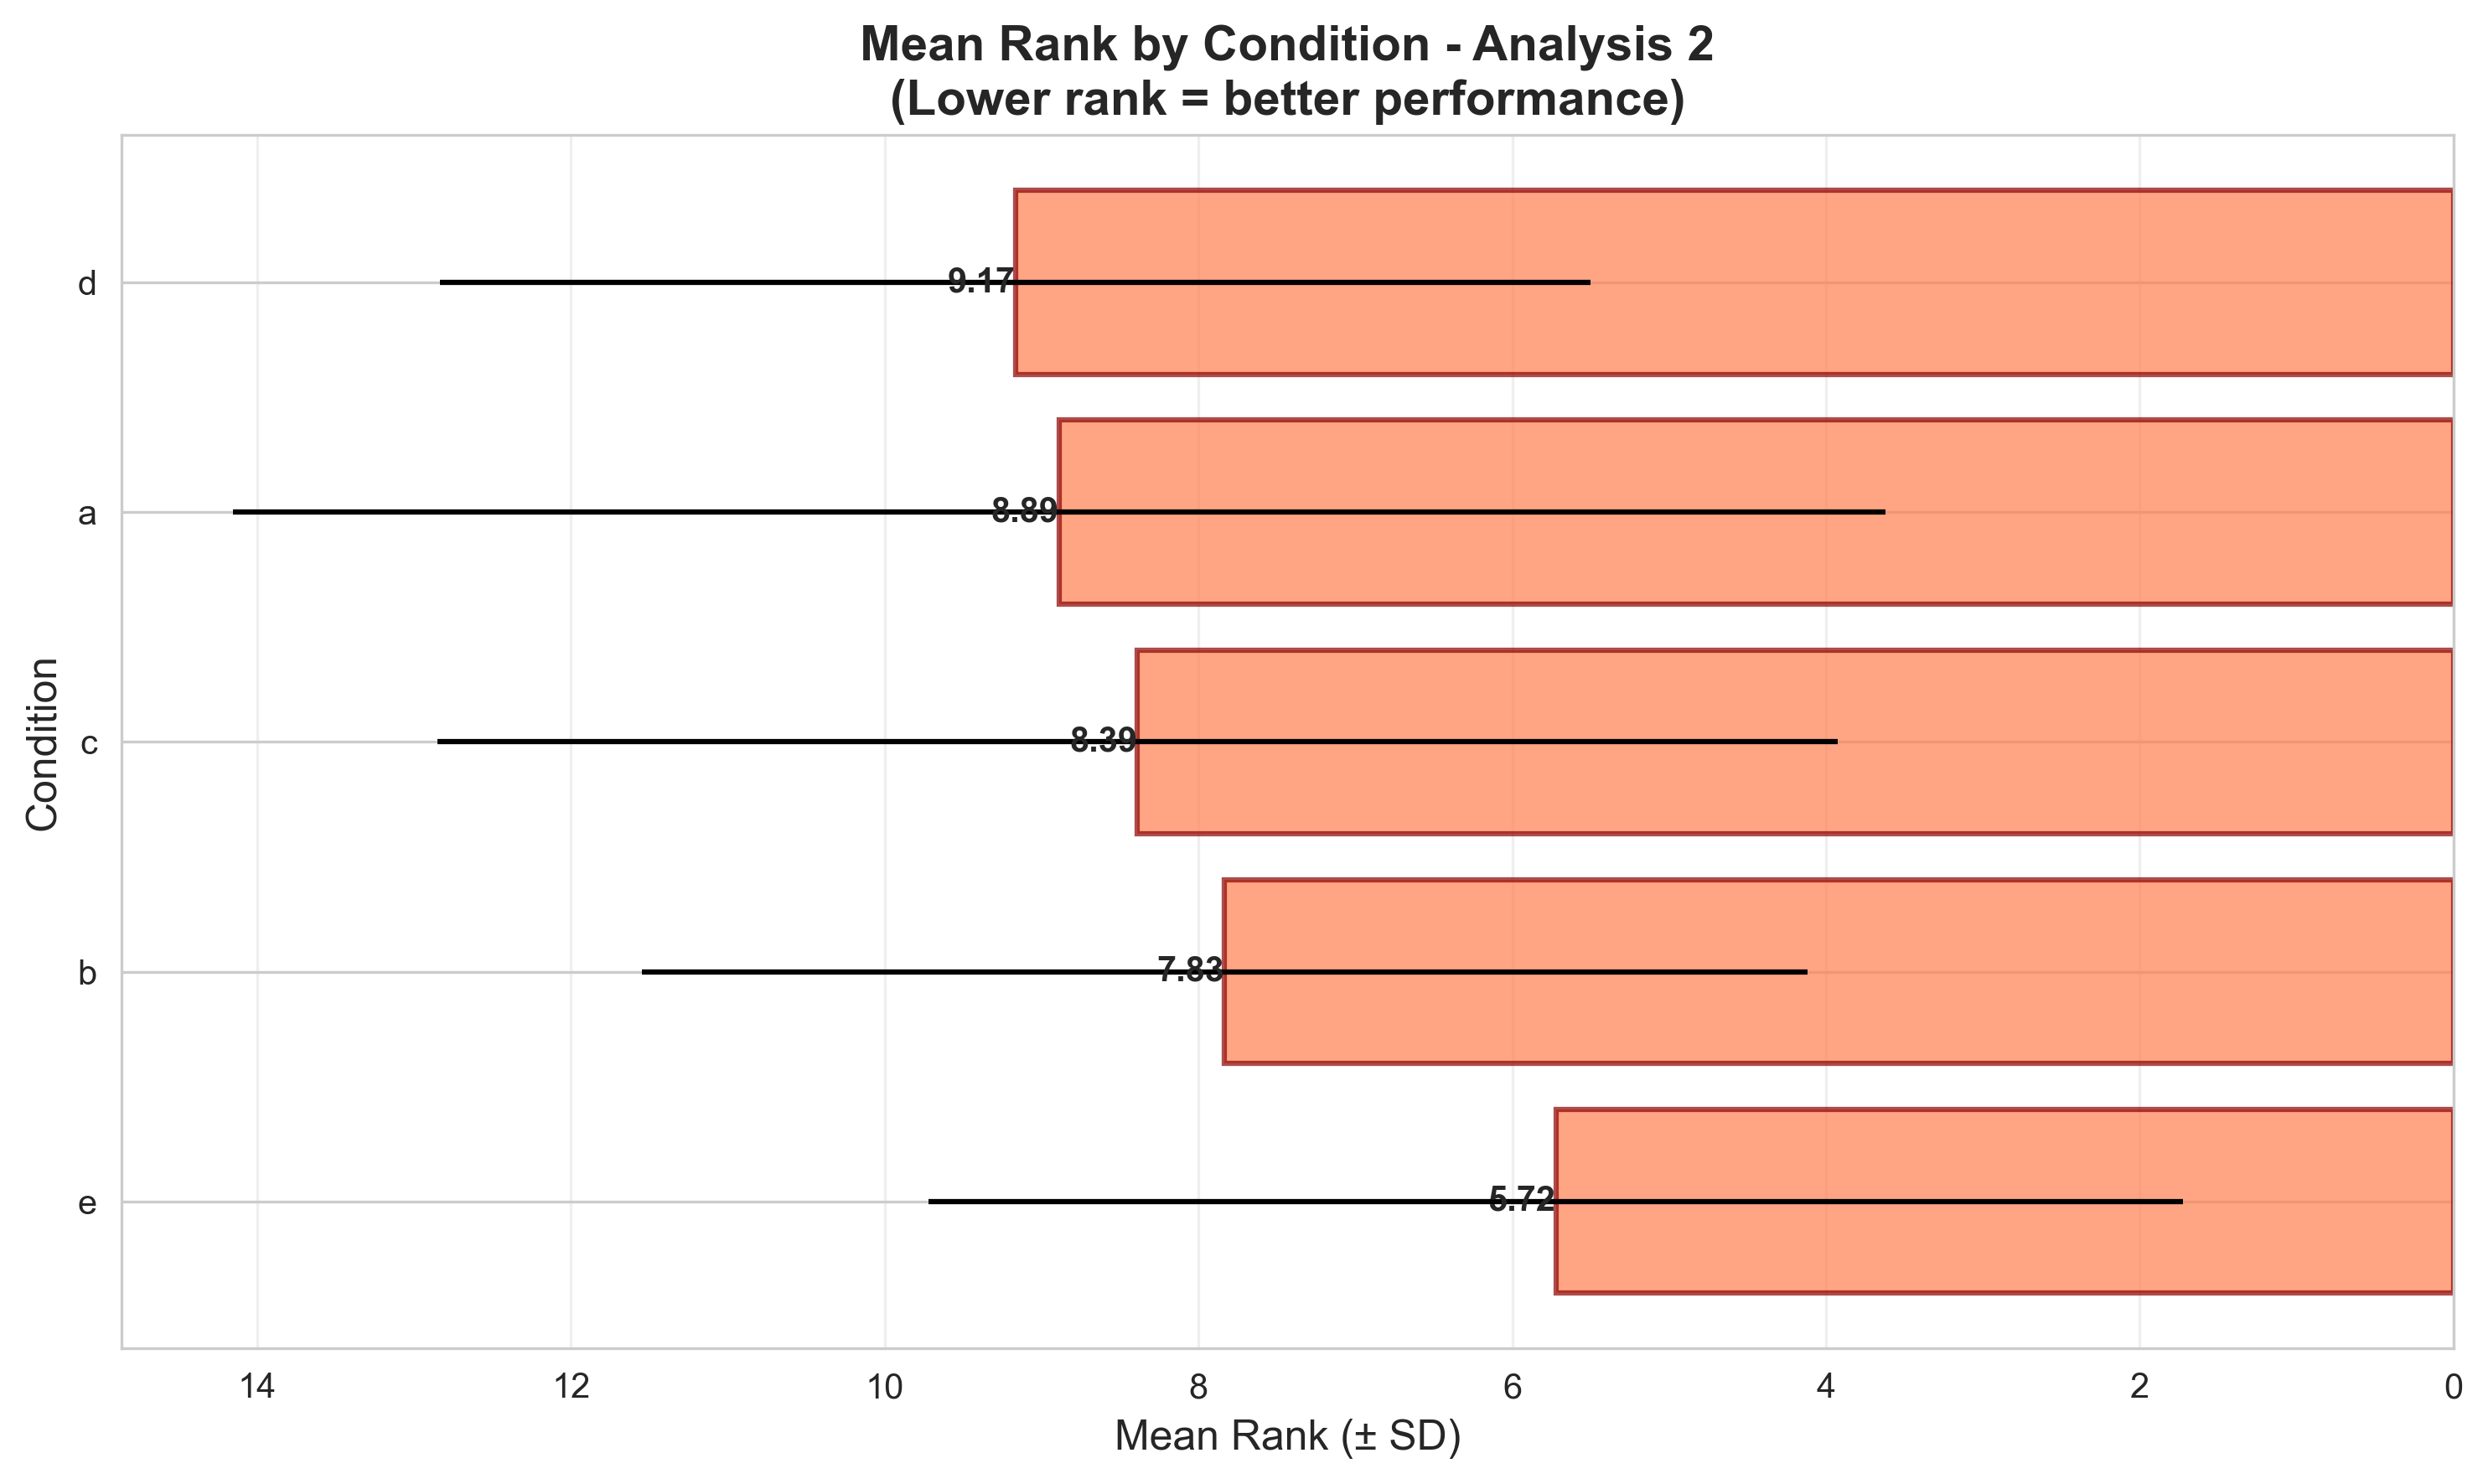 Mean Rank by Condition - Analysis 2
(Lower rank = better performance)
Condition
d
9.17
a
8.89
c
8.39
b
7.83
e
5.72
14 12 10 8 6 4 2 0
Mean Rank (± SD)